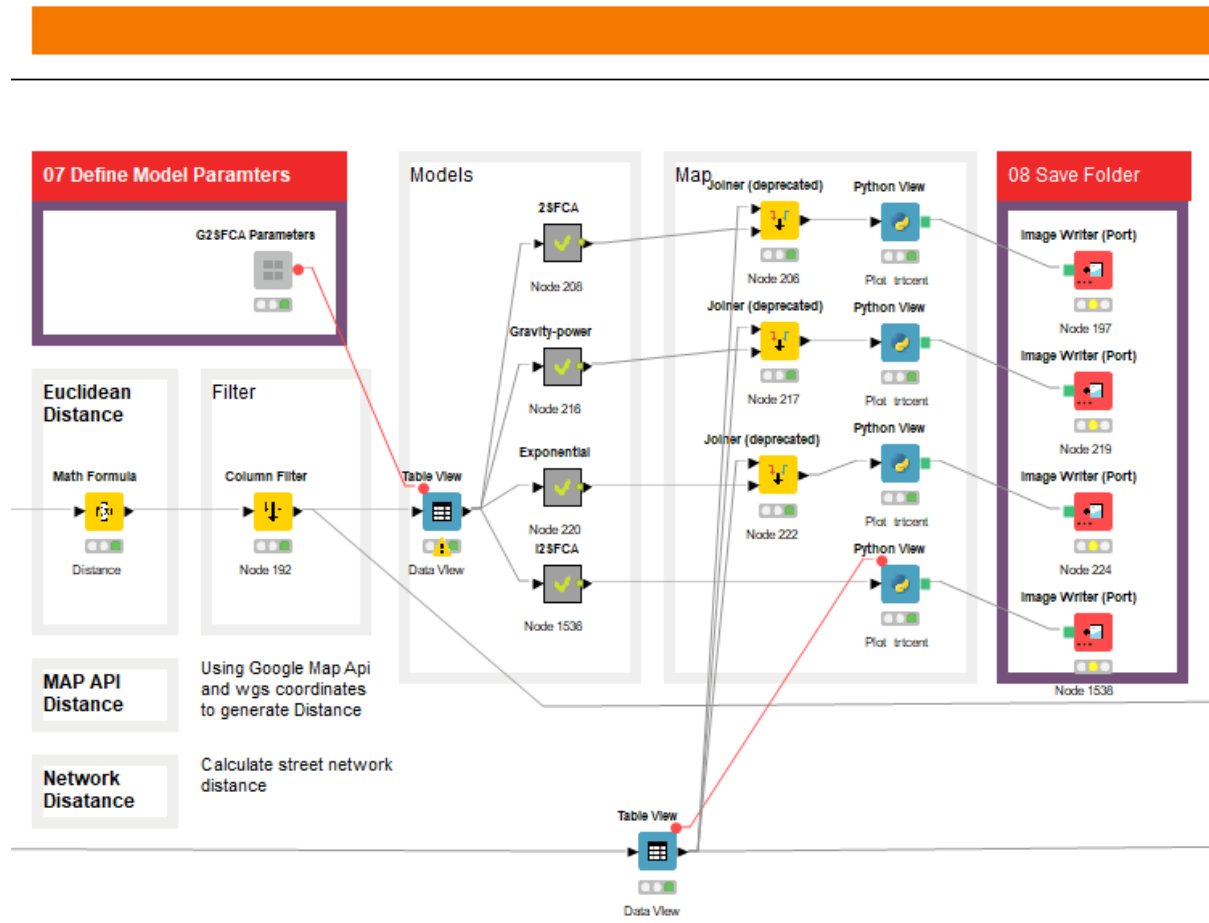 07 Define Model Paramters
G2SFCA Parameters
Euclidean
Distance
Math Formula
Distance
Filter
Column Filter
Node 192
MAP API
Distance
Using Google Map Api
and wgs coordinates
to generate Distance
Network
Disatance
Calculate street network
distance
Models
Table View
Data View
2SFCA
Node 208
Gravity-power
Node 216
Exponential
Node 220
I2SFCA
Node 1536
Map
Joiner (deprecated)
Node 206
Joiner (deprecated)
Node 217
Joiner (deprecated)
Node 222
Python View
Plot trtcent
Python View
Plot trtcent
Python View
Plot trtcent
Python View
Plot trtcent
08 Save Folder
Image Writer (Port)
Node 197
Image Writer (Port)
Node 219
Image Writer (Port)
Node 224
Image Writer (Port)
Node 1538
Table View
Data View